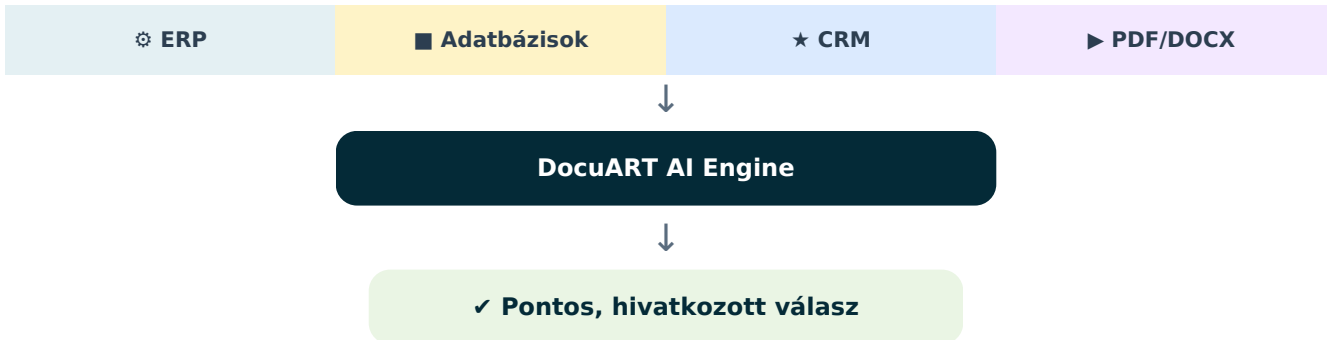 ⚙ ERP
■ Adatbázisok
★ CRM
▶ PDF/DOCX
↓
DocuART AI Engine
↓
✔ Pontos, hivatkozott válasz